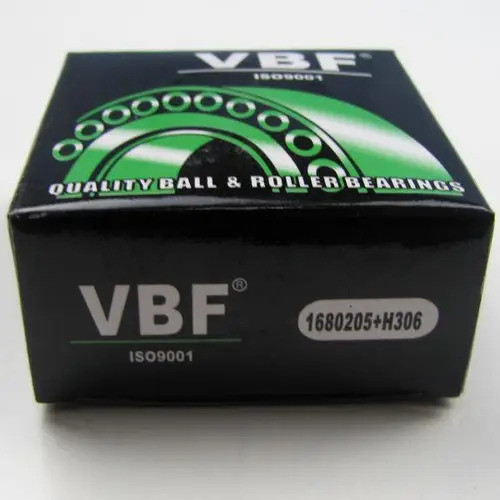 VBF®
ISO9001
QUALITY BALL & ROLLER BEARINGS
VBF®
ISO9001
1680205+H306